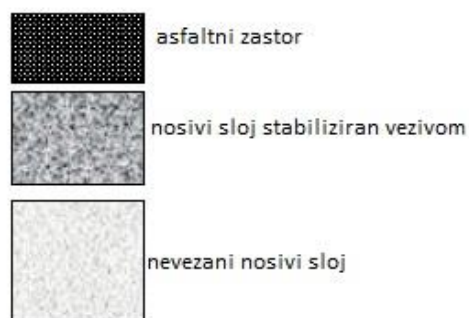 asfaltni zastor
nosivi sloj stabiliziran vezivom
nevezani nosivi sloj